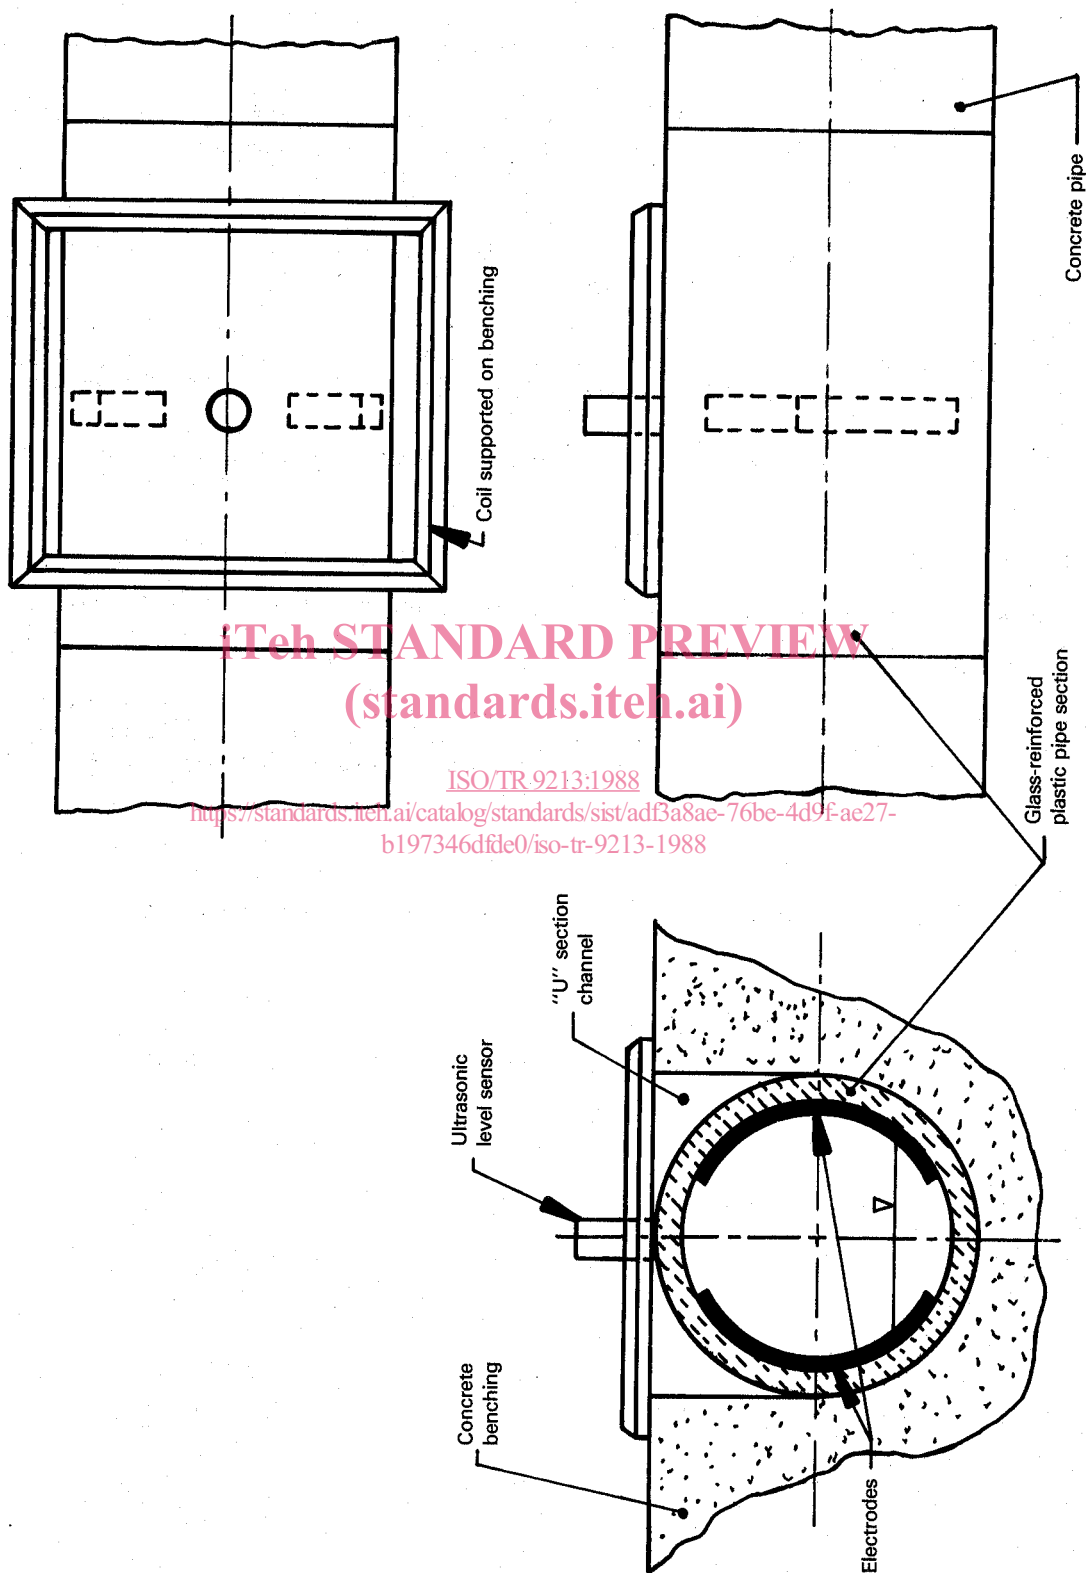 Coil supported on benching
Concrete pipe
iTeh STANDARD PREVIEW
(standards.iteh.ai)
ISO/TR 9213:1988
https://standards.iteh.ai/catalog/standards/sist/adf3a8ae-76be-4d9f-ae27-
b197346dfde0/iso-tr-9213-1988
Glass-reinforced
plastic pipe section
"U" section
channel
Ultrasonic
level sensor
Concrete
benching
Electrodes